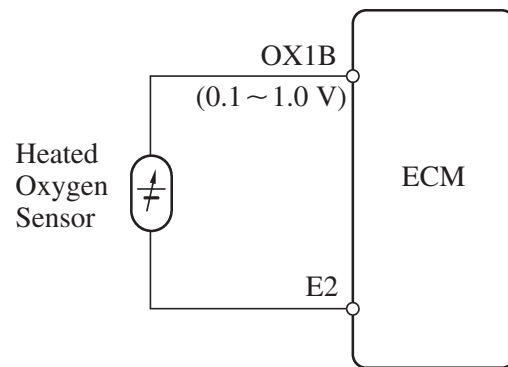 OX1B
(0.1～1.0 V)
Heated
Oxygen
Sensor
ECM
E2